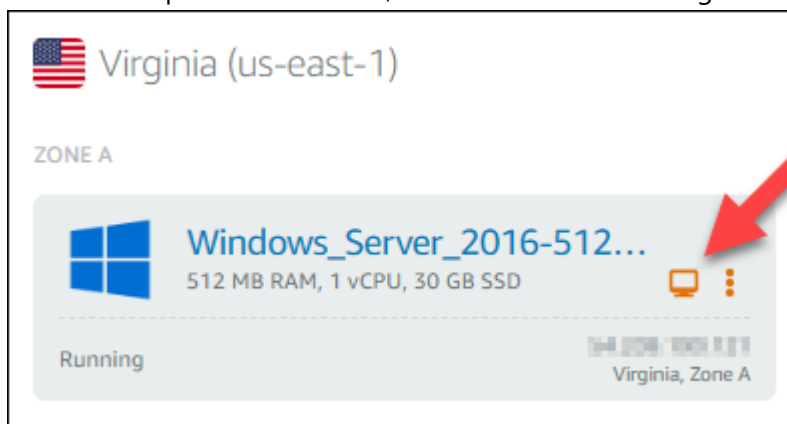 Virginia (us-east-1)
ZONE A
Windows_Server_2016-512...
512 MB RAM, 1 vCPU, 30 GB SSD
Running
Virginia, Zone A